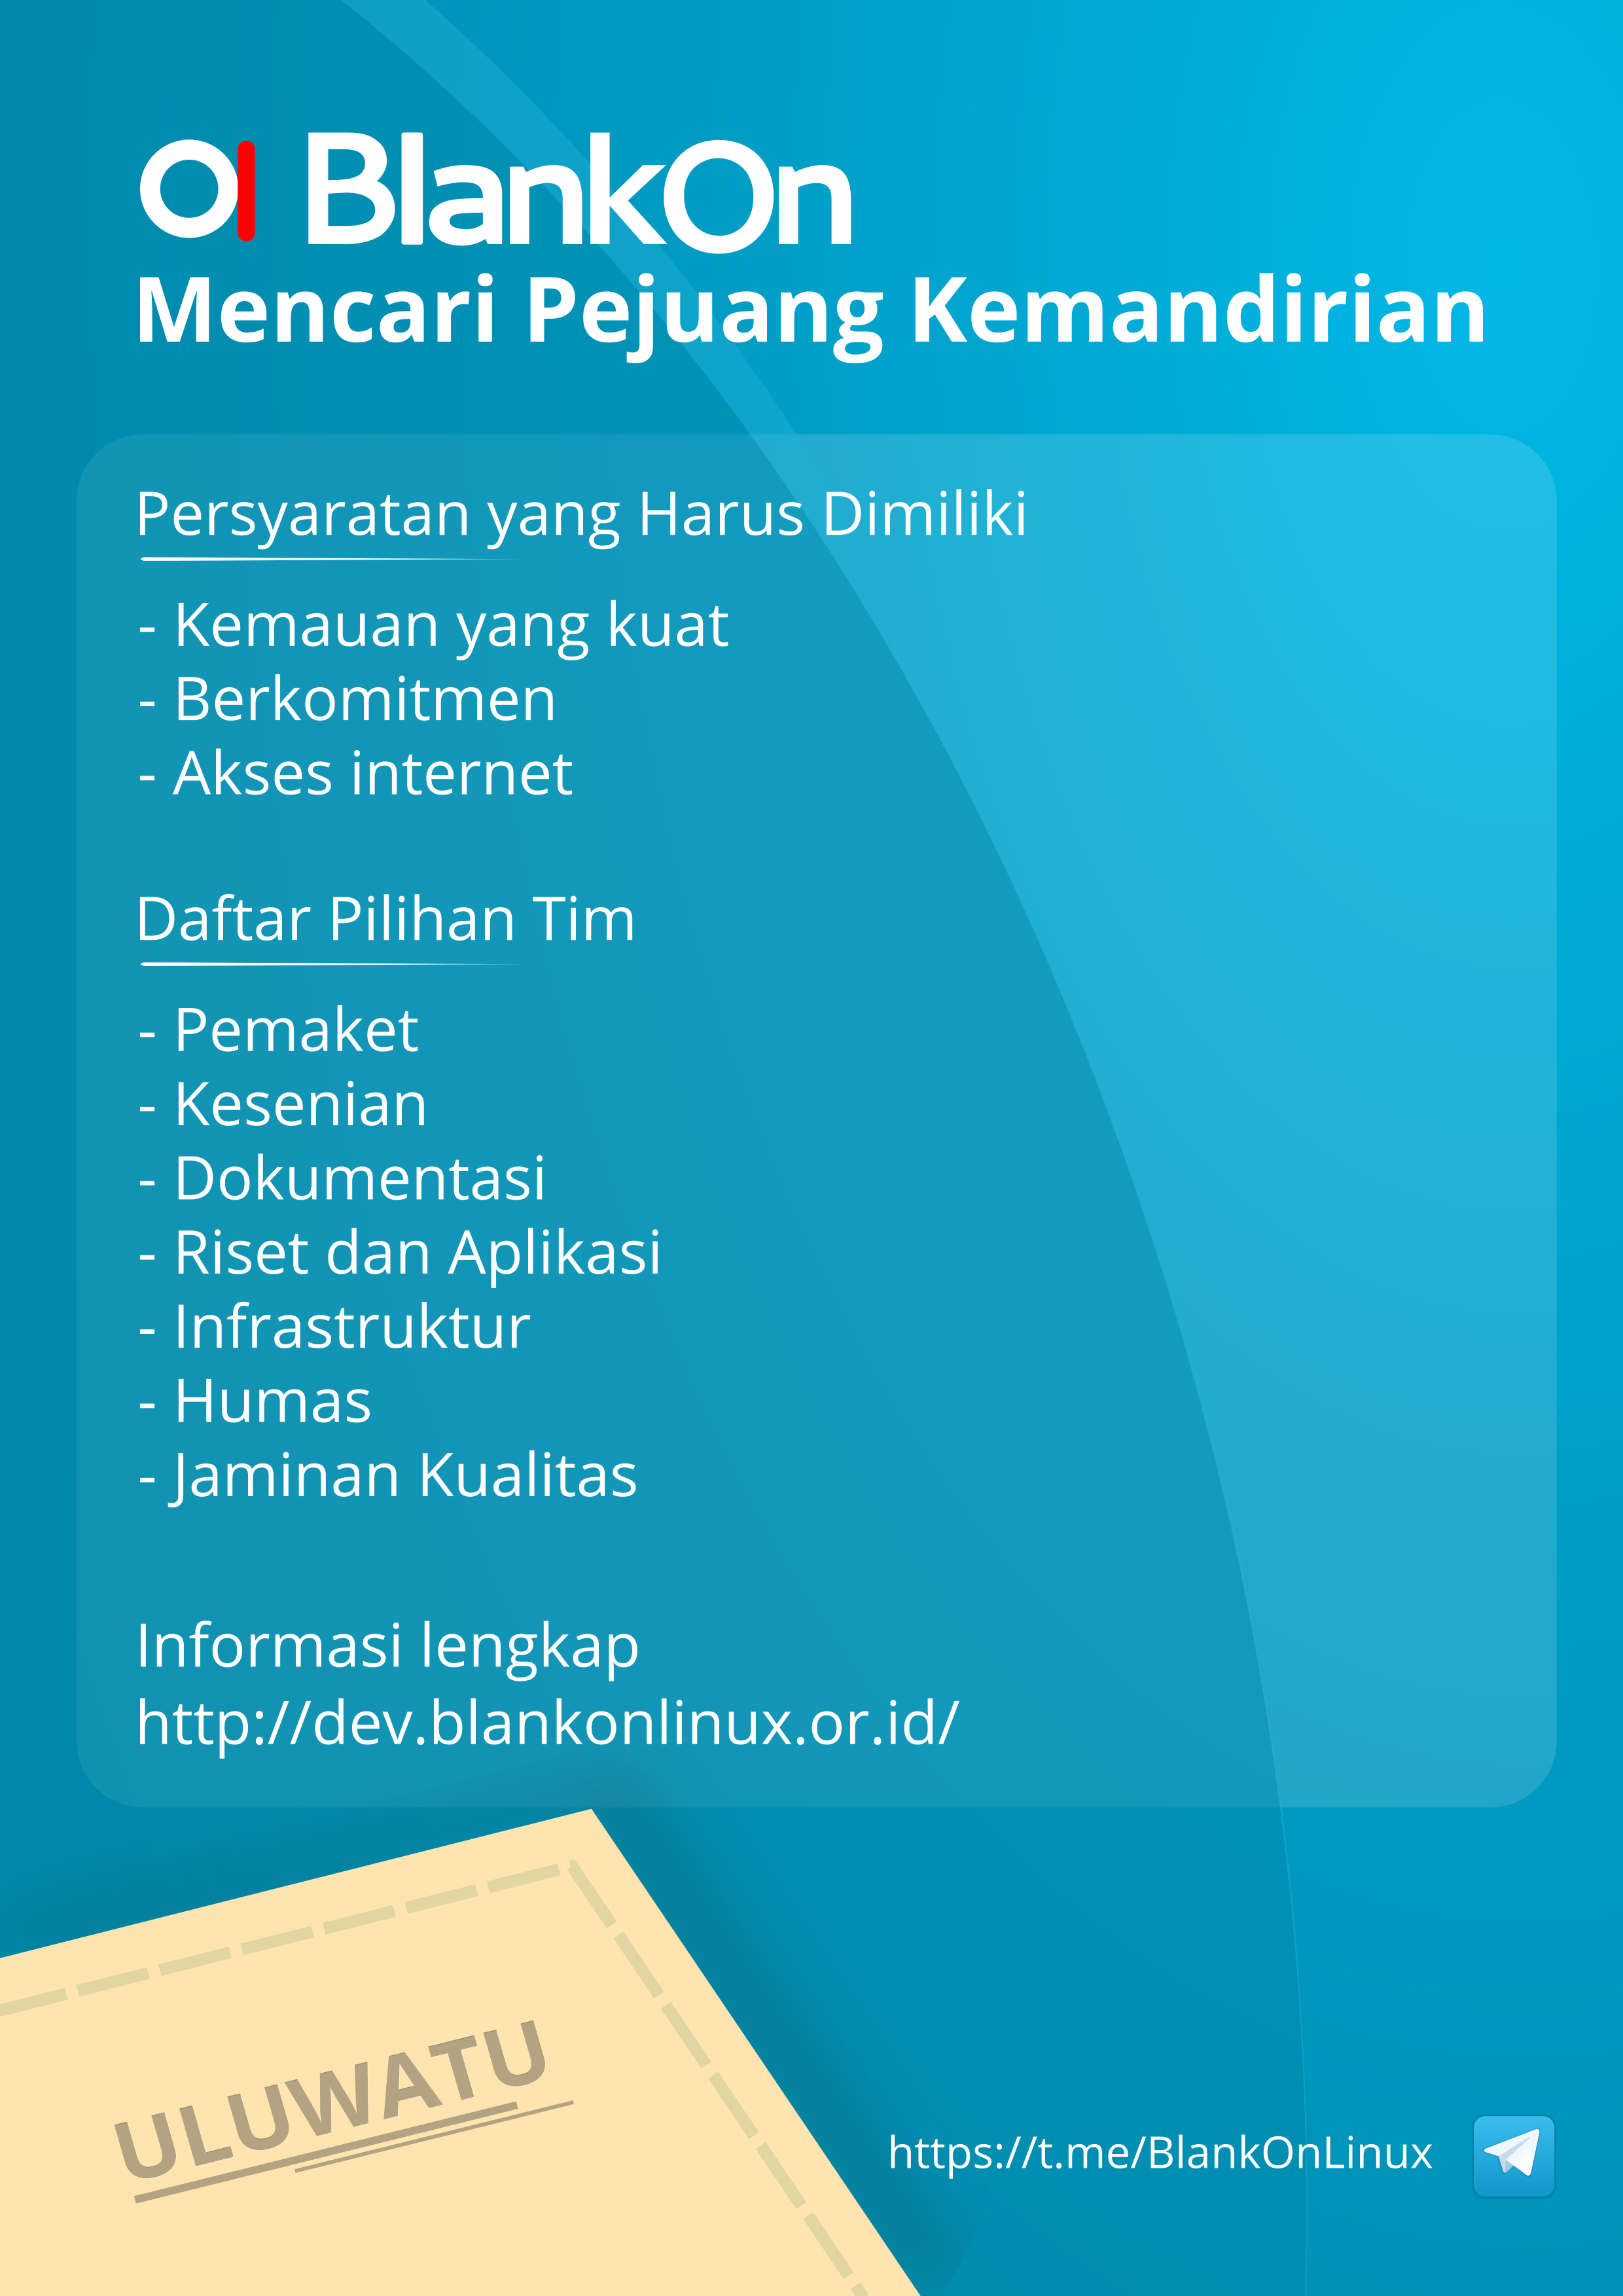 BlankOn
Mencari Pejuang Kemandirian
Persyaratan yang Harus Dimiliki
- Kemauan yang kuat
- Berkomitmen
- Akses internet
Daftar Pilihan Tim
- Pemaket
- Kesenian
- Dokumentasi
- Riset dan Aplikasi
- Infrastruktur
- Humas
- Jaminan Kualitas
Informasi lengkap
http://dev.blankonlinux.or.id/
ULUWATU
https://t.me/BlankOnLinux